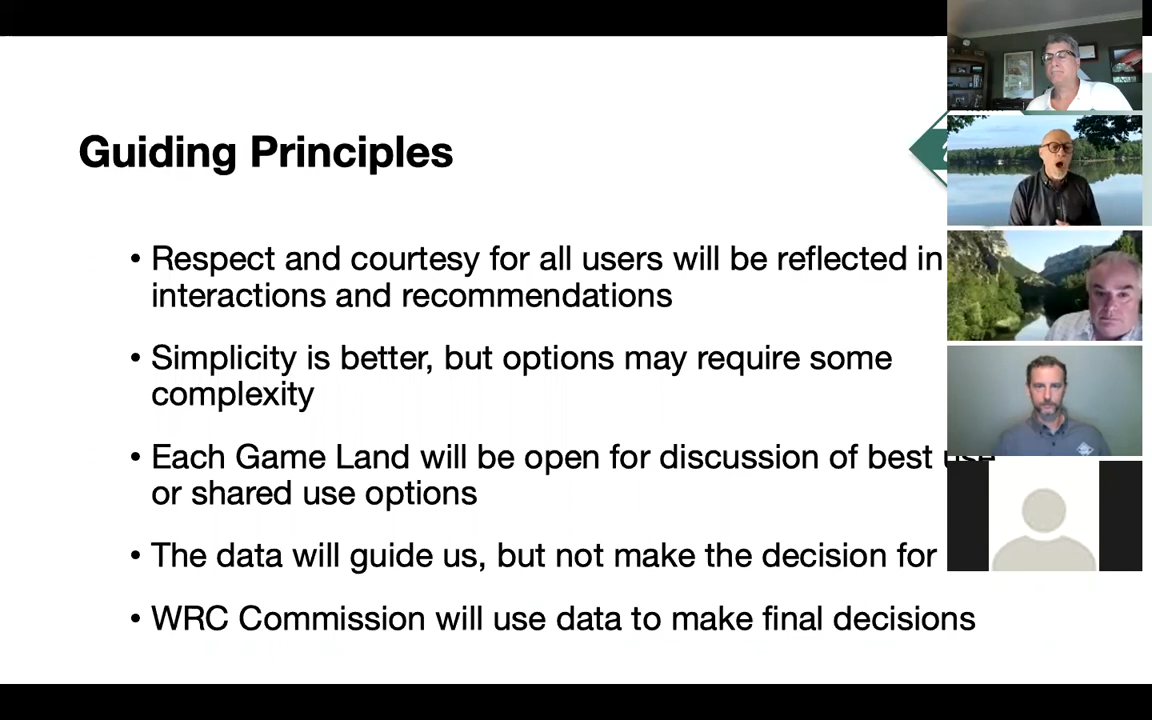 Guiding Principles
• Respect and courtesy for all users will be reflected in
interactions and recommendations
• Simplicity is better, but options may require some
complexity
• Each Game Land will be open for discussion of best use
or shared use options
• The data will guide us, but not make the decision for
• WRC Commission will use data to make final decisions